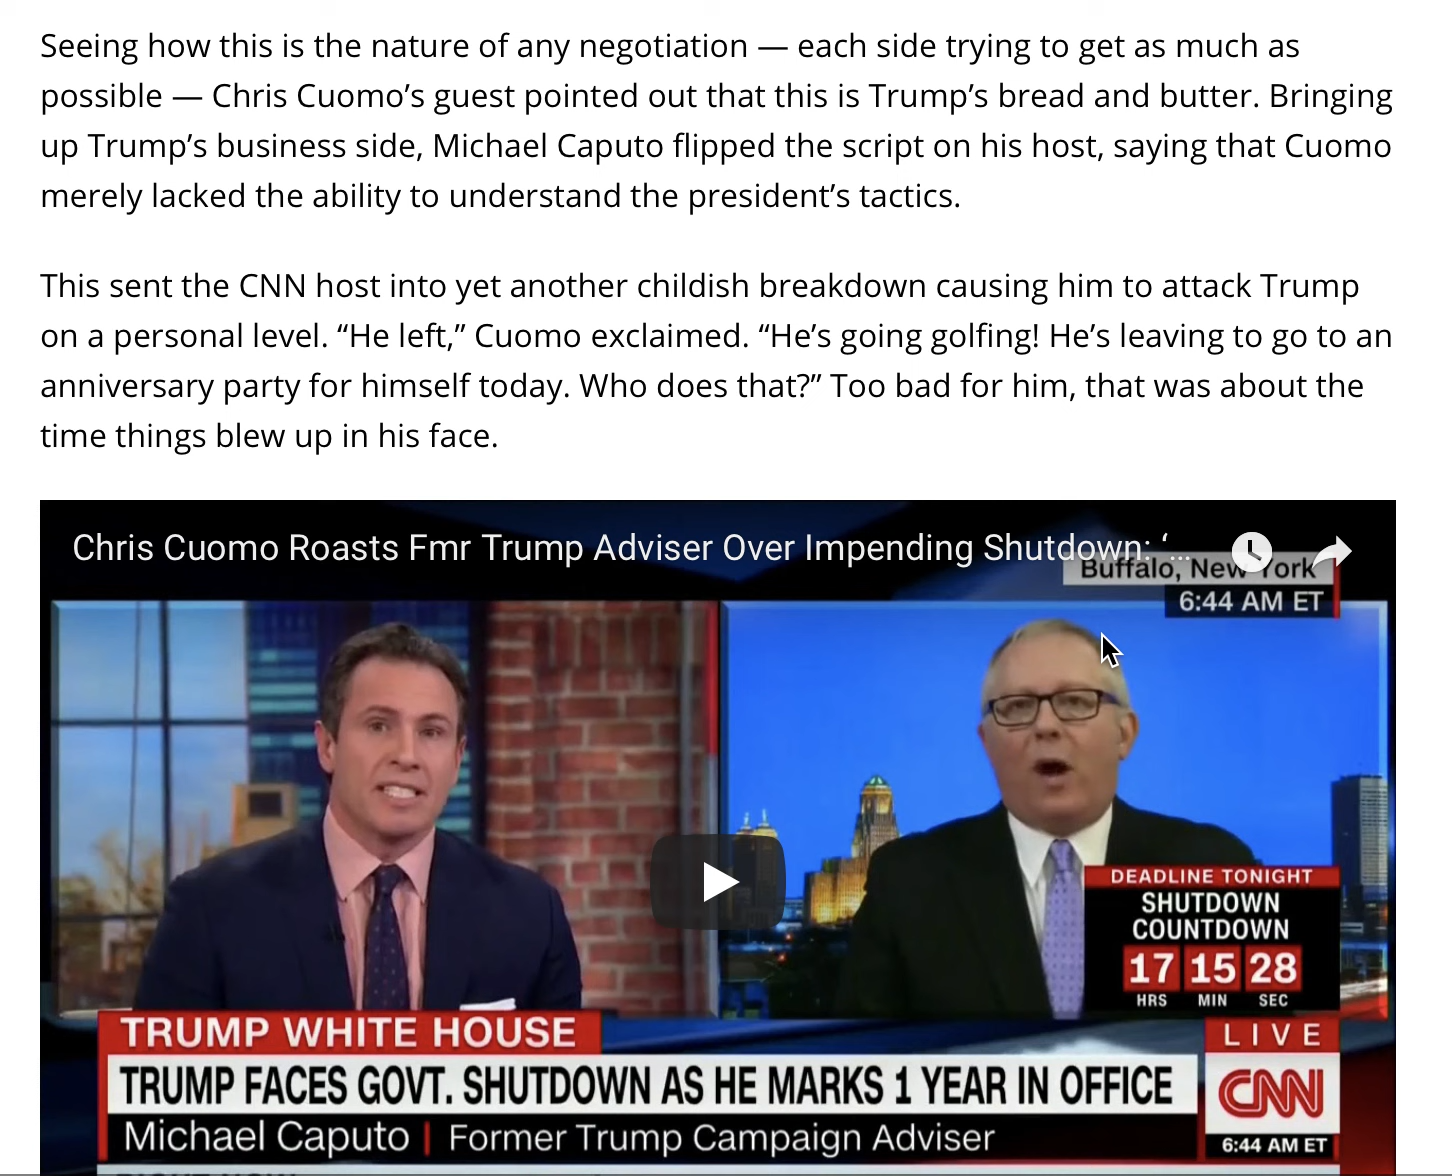 Seeing how this is the nature of any negotiation — each side trying to get as much as
possible — Chris Cuomo’s guest pointed out that this is Trump’s bread and butter. Bringing
up Trump’s business side, Michael Caputo flipped the script on his host, saying that Cuomo
merely lacked the ability to understand the president’s tactics.
This sent the CNN host into yet another childish breakdown causing him to attack Trump
on a personal level. “He left,” Cuomo exclaimed. “He’s going golfing! He’s leaving to go to an
anniversary party for himself today. Who does that?” Too bad for him, that was about the
time things blew up in his face.
Chris Cuomo Roasts Fmr Trump Adviser Over Impending Shutdown: ‘...
Buffalo, New York
6:44 AM ET
DEADLINE TONIGHT
SHUTDOWN
COUNTDOWN
17 15 28
HRS MIN SEC
TRUMP WHITE HOUSE
LIVE
TRUMP FACES GOVT. SHUTDOWN AS HE MARKS 1 YEAR IN OFFICE
CNN
Michael Caputo | Former Trump Campaign Adviser
6:44 AM ET